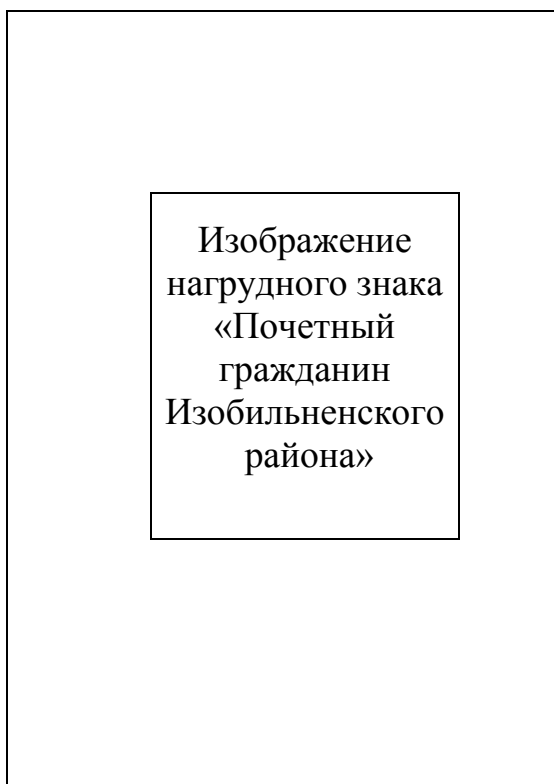 Изображение
нагрудного знака
«Почетный
гражданин
Изобильненского
района»